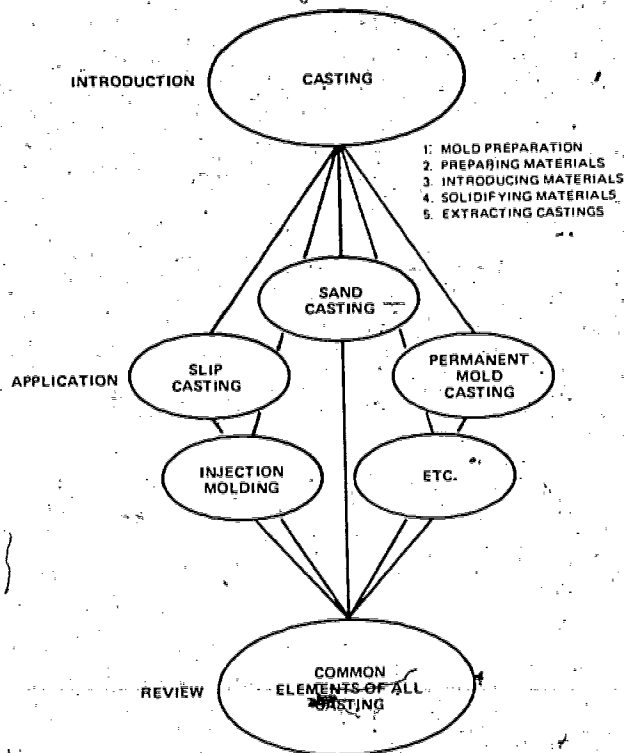 INTRODUCTION
CASTING
1. MOLD PREPARATION
2. PREPARING MATERIALS
3. INTRODUCING MATERIALS
4. SOLIDIFYING MATERIALS
5. EXTRACTING CASTINGS
SAND
CASTING
APPLICATION
SLIP
CASTING
PERMANENT
MOLD
CASTING
INJECTION
MOLDING
ETC.
REVIEW
COMMON
ELEMENTS OF ALL
CASTING